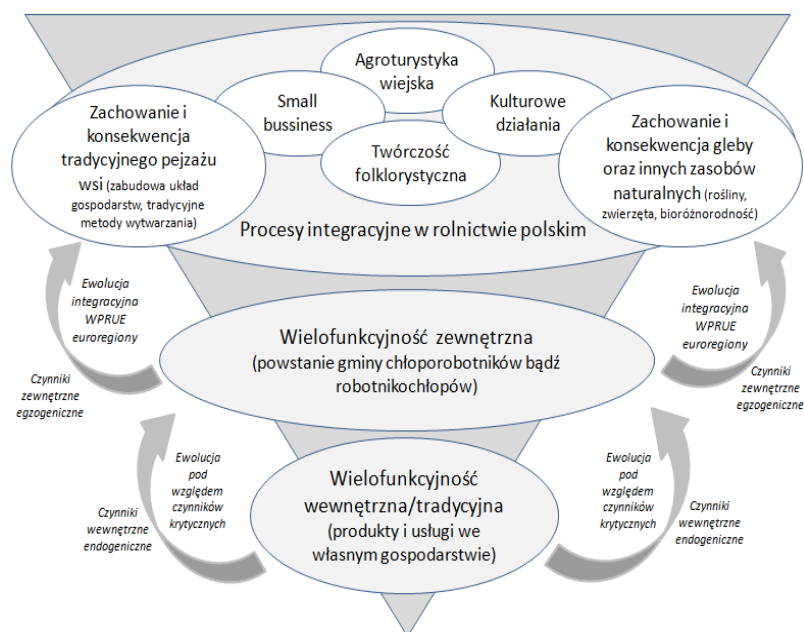 Agroturystyka
wiejska
Small
bussiness
Kulturowe
działania
Twórczość
folklorystyczna
Zachowanie i
konsekwencja
tradycyjnego pejzażu
wsi (zabudowa układ
gospodarstw, tradycyjne
metody wytwarzania)
Zachowanie i
konsekwencja gleby
oraz innych zasobów
naturalnych (rośliny,
zwierzęta, bioróżnorodność)
Procesy integracyjne w rolnictwie polskim
Ewolucja
integracyjna
WPRUE
euroregiony
Czynniki
zewnętrzne
egzogeniczne
Wielofunkcyjność zewnętrzna
(powstanie gminy chłoporobotników bądź
robotnikochłopów)
Ewolucja
integracyjna
WPRUE
euroregiony
Czynniki
zewnętrzne
egzogeniczne
Ewolucja
pod
względem
czynników
krytycznych
Czynniki
wewnętrzne
endogeniczne
Wielofunkcyjność
wewnętrzna/tradycyjna
(produkty i usługi we
własnym gospodarstwie)
Ewolucja
pod
względem
czynników
krytycznych
Czynniki
wewnętrzne
endogeniczne